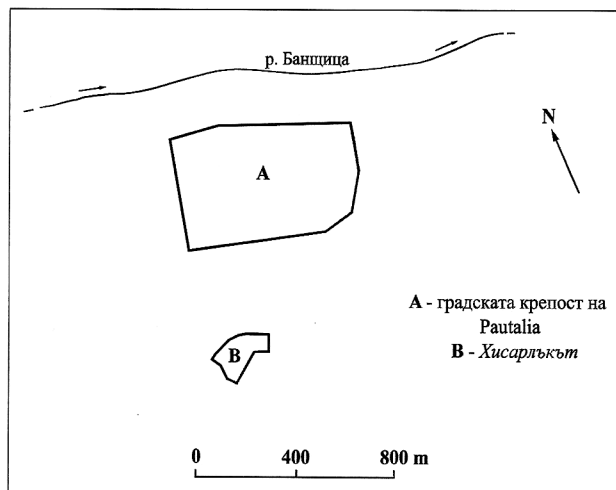 р. Банщица
N
A
A - градската крепост на
Pautalia
B - Хисарлъкът
B
0 400 800 m